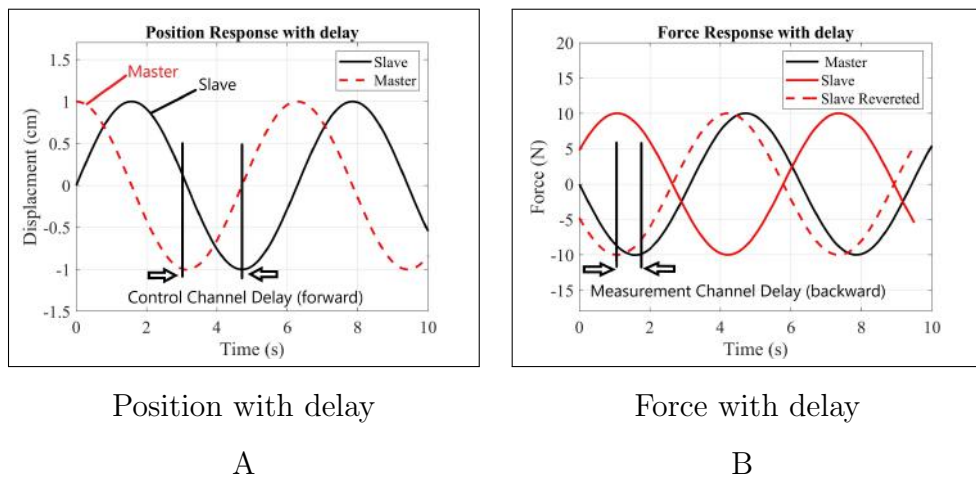 Position Response with delay
1.5
1
0.5
0
-0.5
-1
-1.5
Displacment (cm)
Master
Slave
Slave
Master
Control Channel Delay (forward)
0 2 4 6 8 10
Time (s)
Force Response with delay
20
15
10
5
0
-5
-10
-15
Force (N)
Master
Slave
Slave Revereted
Measurement Channel Delay (backward)
0 2 4 6 8 10
Time (s)
Position with delay
Force with delay
A
B